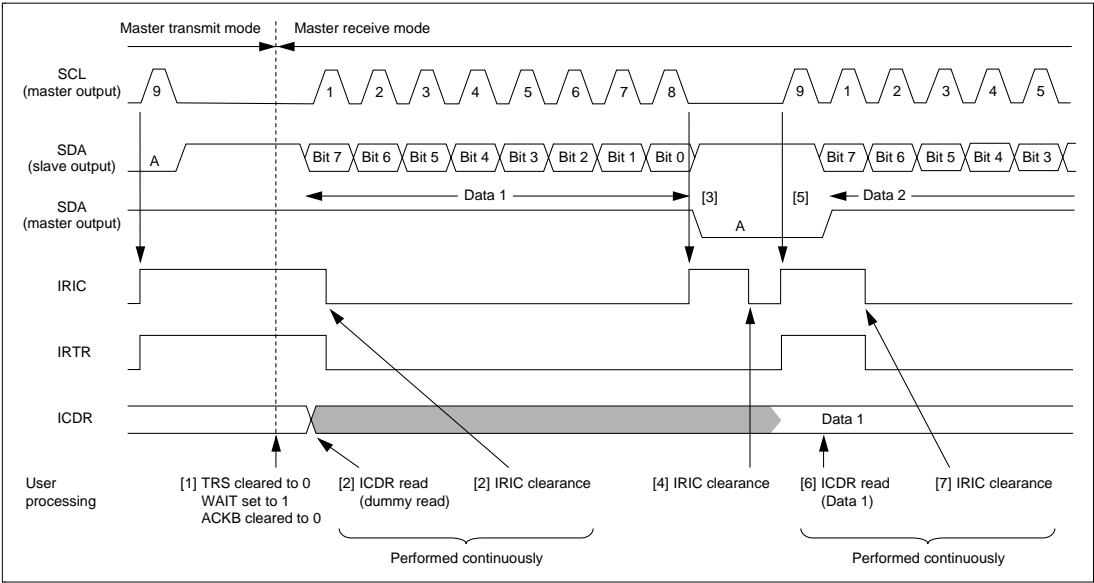 Master transmit mode Master receive mode
SCL
(master output)
9 1 2 3 4 5 6 7 8 9 1 2 3 4 5
SDA
(slave output)
A Bit 7 Bit 6 Bit 5 Bit 4 Bit 3 Bit 2 Bit 1 Bit 0 Bit 7 Bit 6 Bit 5 Bit 4 Bit 3
Data 1 [3] [5] Data 2
SDA
(master output)
A
IRIC
IRTR
ICDR
Data 1
User
processing
[1] TRS cleared to 0
WAIT set to 1
ACKB cleared to 0
[2] ICDR read
(dummy read)
[2] IRIC clearance
[4] IRIC clearance
[6] ICDR read
(Data 1)
[7] IRIC clearance
Performed continuously
Performed continuously